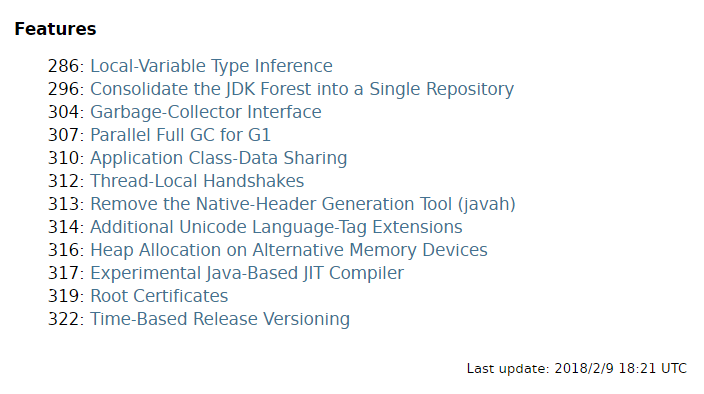 Features
286: Local-Variable Type Inference
296: Consolidate the JDK Forest into a Single Repository
304: Garbage-Collector Interface
307: Parallel Full GC for G1
310: Application Class-Data Sharing
312: Thread-Local Handshakes
313: Remove the Native-Header Generation Tool (javah)
314: Additional Unicode Language-Tag Extensions
316: Heap Allocation on Alternative Memory Devices
317: Experimental Java-Based JIT Compiler
319: Root Certificates
322: Time-Based Release Versioning
Last update: 2018/2/9 18:21 UTC